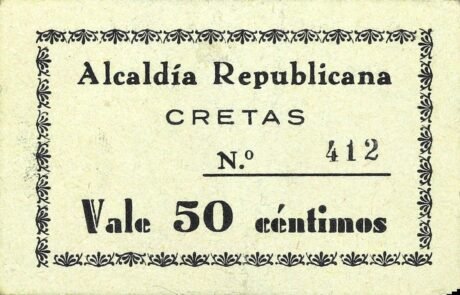 Alcaldía Republicana
CRETAS
N.º 412
Vale 50 céntimos